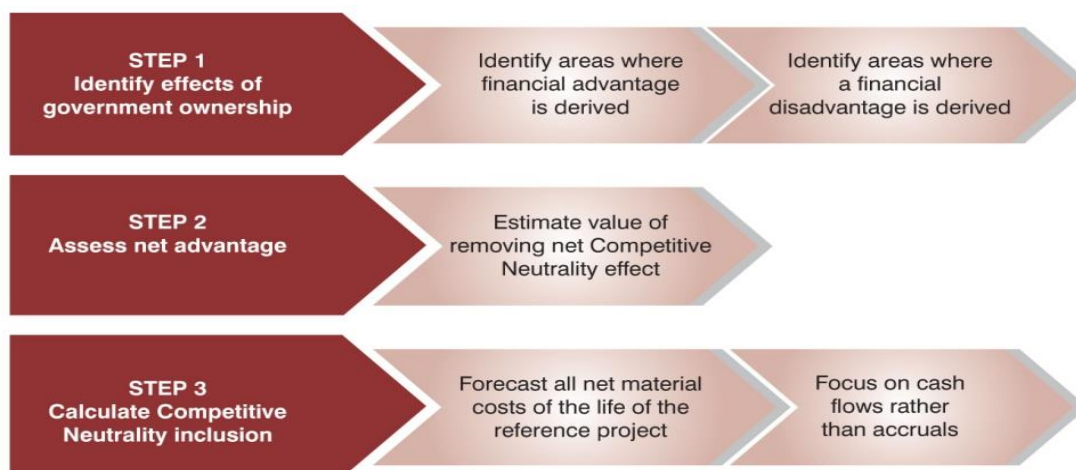 STEP 1
Identify effects of
government ownership
Identify areas where
financial advantage
is derived
Identify areas where
a financial
disadvantage is derived
STEP 2
Assess net advantage
Estimate value of
removing net Competitive
Neutrality effect
STEP 3
Calculate Competitive
Neutrality inclusion
Forecast all net material
costs of the life of the
reference project
Focus on cash
flows rather
than accruals